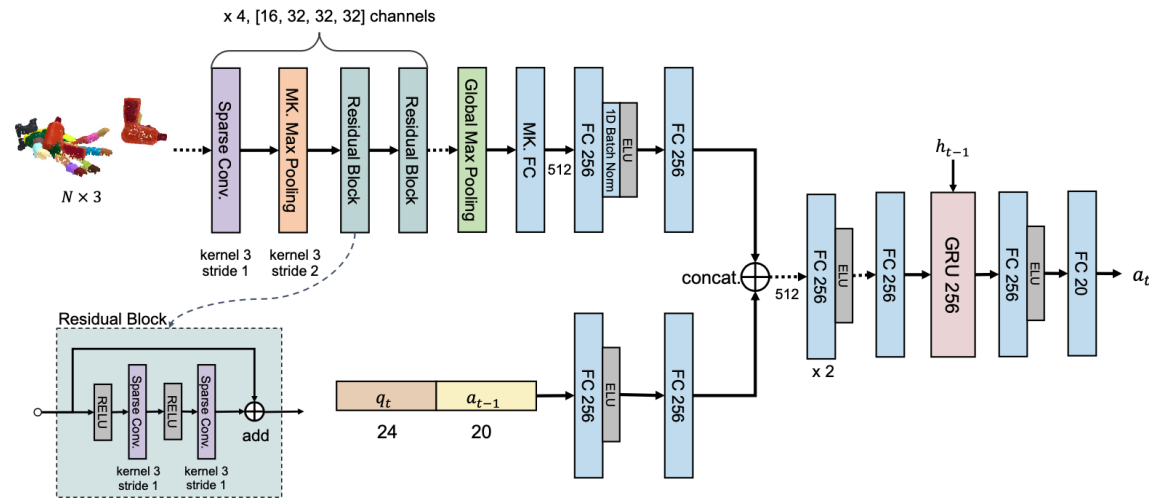 x 4, [16, 32, 32, 32] channels
N × 3
Sparse Conv.
MK. Max Pooling
Residual Block
Residual Block
Global Max Pooling
MK. FC
512
FC 256
1D Batch Norm
ELU
FC 256
kernel 3
stride 1
kernel 3
stride 2
concat.
512
FC 256
ELU
x 2
FC 256
h_{t−1}
GRU 256
FC 256
ELU
FC 20
a_t
Residual Block
RELU
Sparse Conv.
RELU
Sparse Conv.
add
kernel 3
stride 1
kernel 3
stride 1
q_t
a_{t−1}
24
20
FC 256
ELU
FC 256